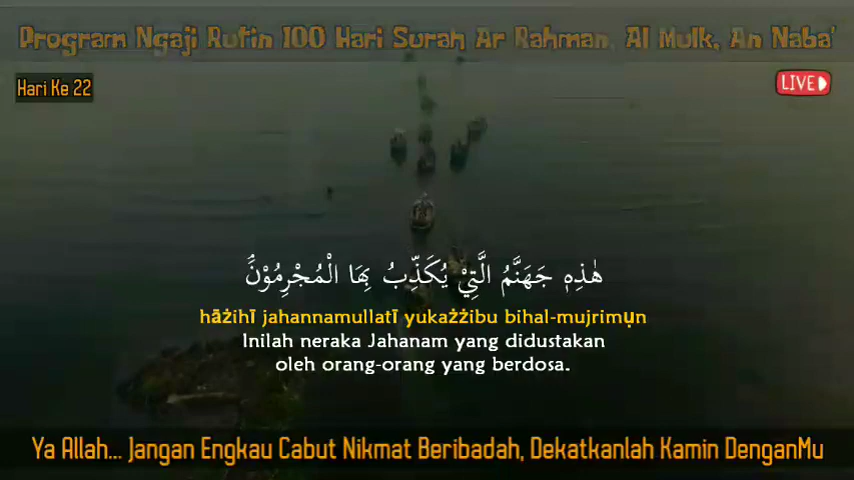 Program Ngaji Rutin 100 Hari Surah Ar Rahman, Al Mulk, An Naba'
Hari Ke 22
LIVE
هٰذِهٖ جَهَنَّمُ الَّتِيْ يُكَذِّبُ بِهَا الْمُجْرِمُوْنَۘ
hāżihī jahannamullatī yukażżibu bihal-mujrimụn
Inilah neraka Jahanam yang didustakan
oleh orang-orang yang berdosa.
Ya Allah... Jangan Engkau Cabut Nikmat Beribadah, Dekatkanlah Kamin DenganMu